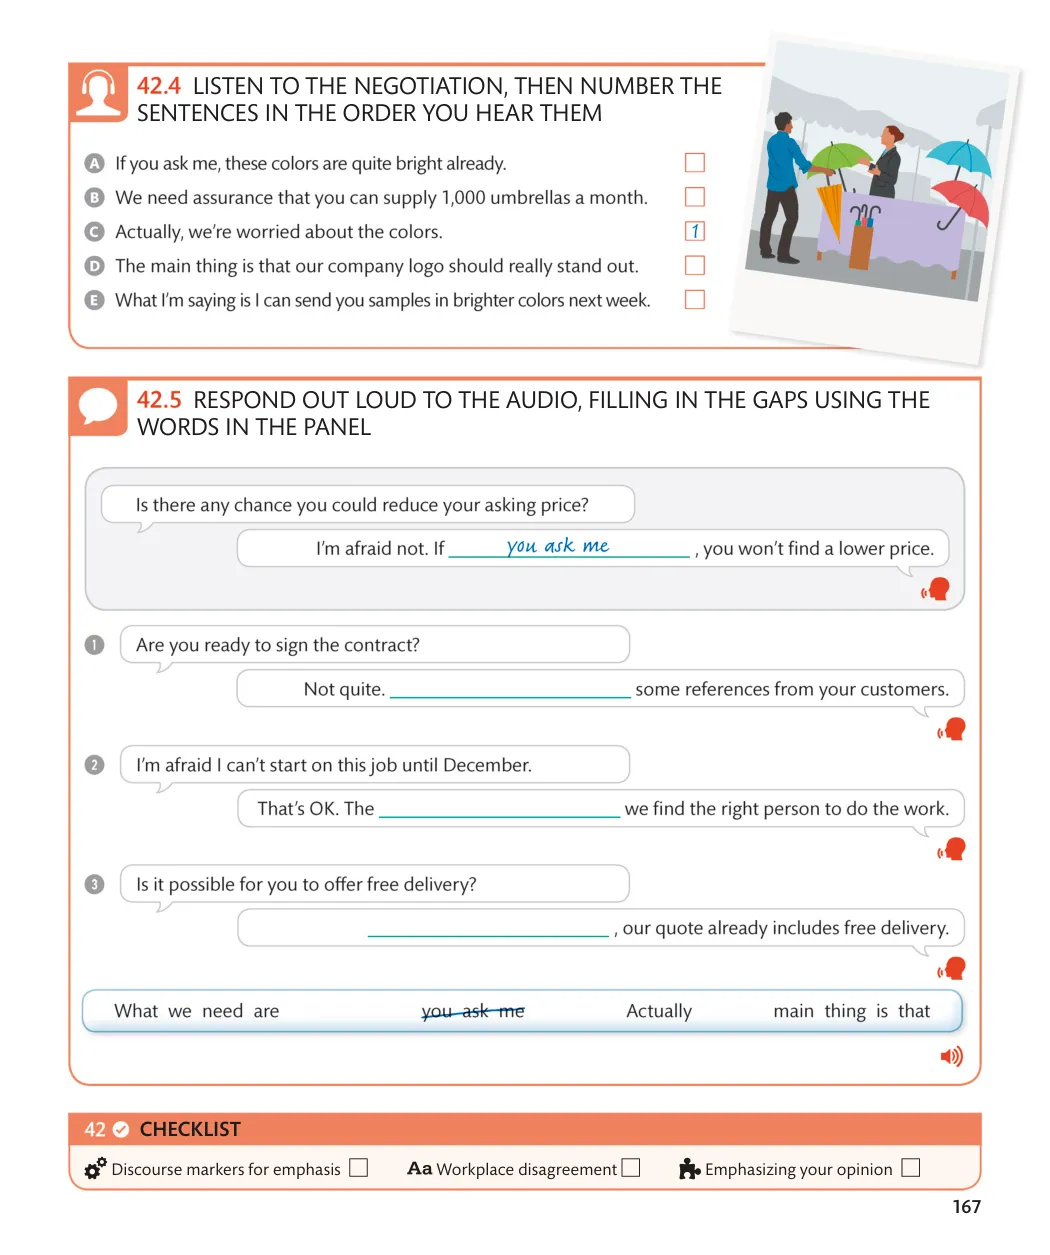 42.4 LISTEN TO THE NEGOTIATION, THEN NUMBER THE
SENTENCES IN THE ORDER YOU HEAR THEM
A If you ask me, these colors are quite bright already.
B We need assurance that you can supply 1,000 umbrellas a month.
C Actually, we're worried about the colors. 1
D The main thing is that our company logo should really stand out.
E What I'm saying is I can send you samples in brighter colors next week.
42.5 RESPOND OUT LOUD TO THE AUDIO, FILLING IN THE GAPS USING THE
WORDS IN THE PANEL
Is there any chance you could reduce your asking price?
I'm afraid not. If you ask me , you won't find a lower price.
1 Are you ready to sign the contract?
Not quite. ____ some references from your customers.
2 I'm afraid I can't start on this job until December.
That's OK. The ____ we find the right person to do the work.
3 Is it possible for you to offer free delivery?
____ , our quote already includes free delivery.
What we need are you ask me Actually main thing is that
42 CHECKLIST
Discourse markers for emphasis Aa Workplace disagreement Emphasizing your opinion
167